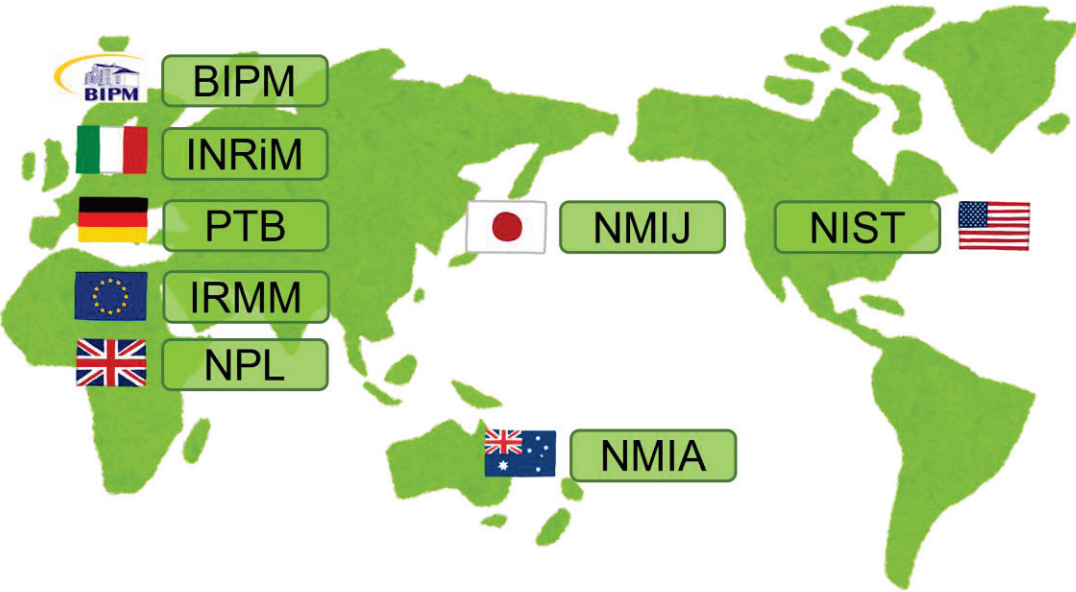 BIPM
BIPM
INRiM
PTB
NMIJ
NIST
IRMM
NPL
NMIA